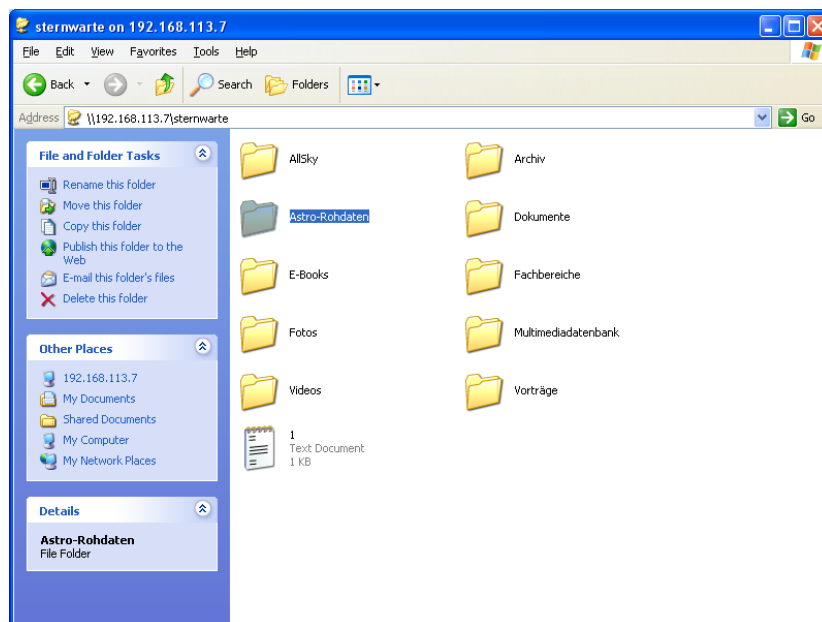 sternwarte on 192.168.113.7
File Edit View Favorites Tools Help
Back Search Folders
Address \\192.168.113.7\sternwarte Go
File and Folder Tasks
Rename this folder
Move this folder
Copy this folder
Publish this folder to the
Web
E-mail this folder's files
Delete this folder
Other Places
192.168.113.7
My Documents
Shared Documents
My Computer
My Network Places
Details
Astro-Rohdaten
File Folder
AllSky Archiv
Astro-Rohdaten Dokumente
E-Books Fachbereiche
Fotos Multimediadatenbank
Videos Vorträge
1
Text Document
1 KB